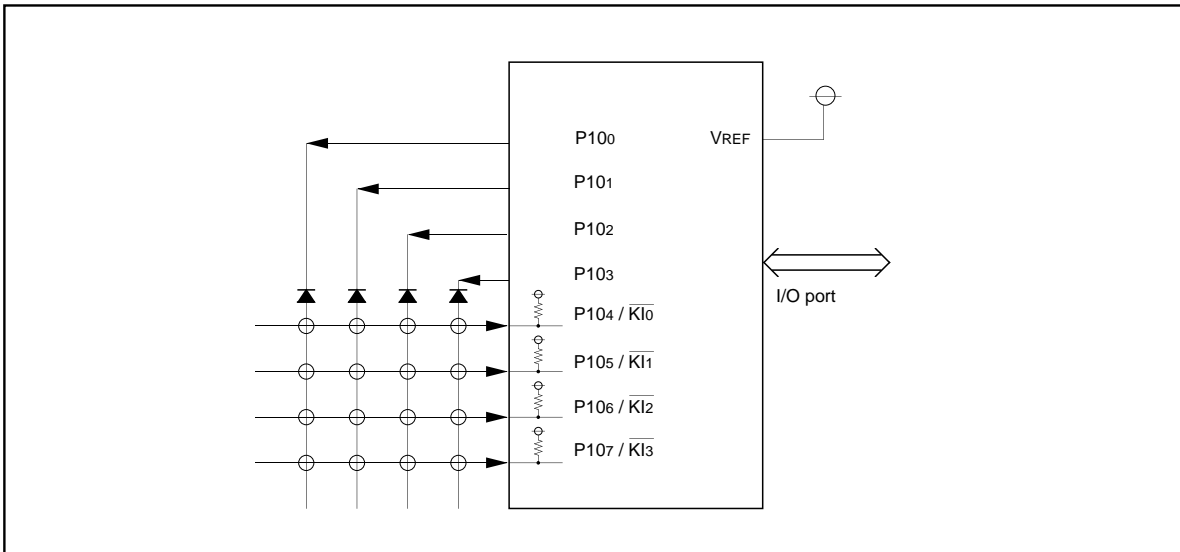 P100 VREF
P101
P102
P103
I/O port
P104 / KI0
P105 / KI1
P106 / KI2
P107 / KI3